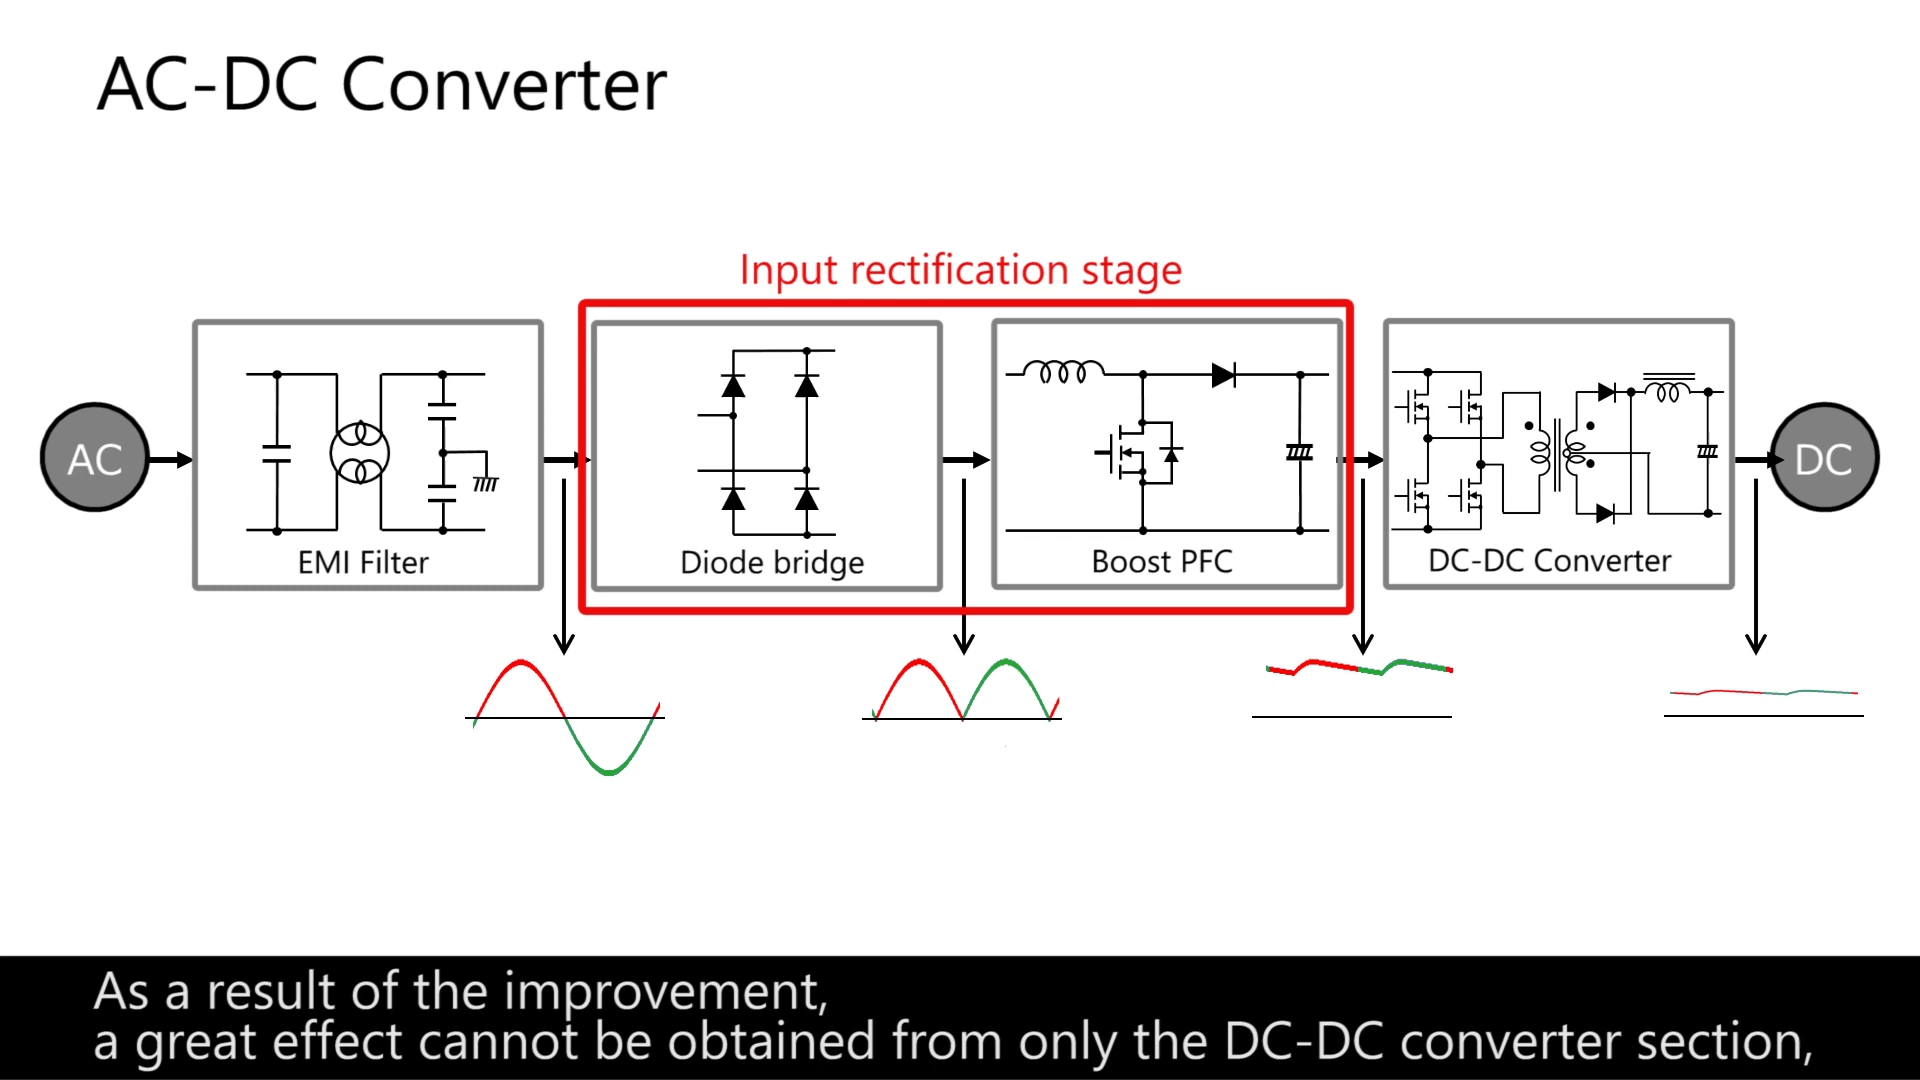 AC-DC Converter
Input rectification stage
AC
EMI Filter
Diode bridge
Boost PFC
DC-DC Converter
DC
As a result of the improvement,
a great effect cannot be obtained from only the DC-DC converter section,